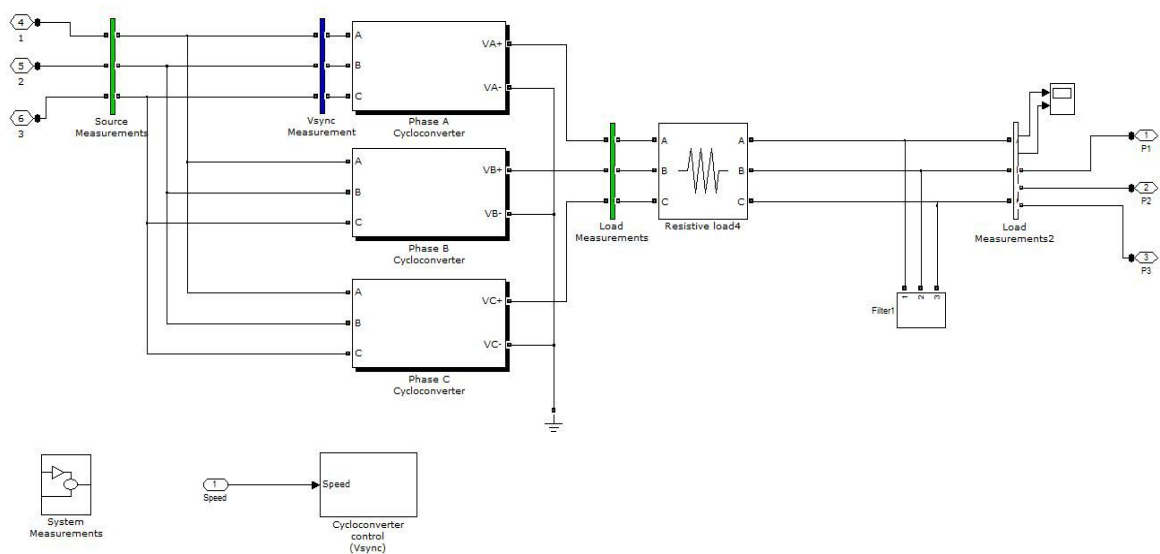 4
1
5
2
6
3
Source
Measurements
Vsync
Measurement
A
B
C
VA+
VA-
Phase A
Cycloconverter
A
B
C
VB+
VB-
Phase B
Cycloconverter
A
B
C
VC+
VC-
Phase C
Cycloconverter
Load
Measurements
A
B
C
A
B
C
Resistive load4
Filter1
1
2
3
Load
Measurements2
1
P1
2
P2
3
P3
System
Measurements
1
Speed
Speed
Cycloconverter
control
(Vsync)